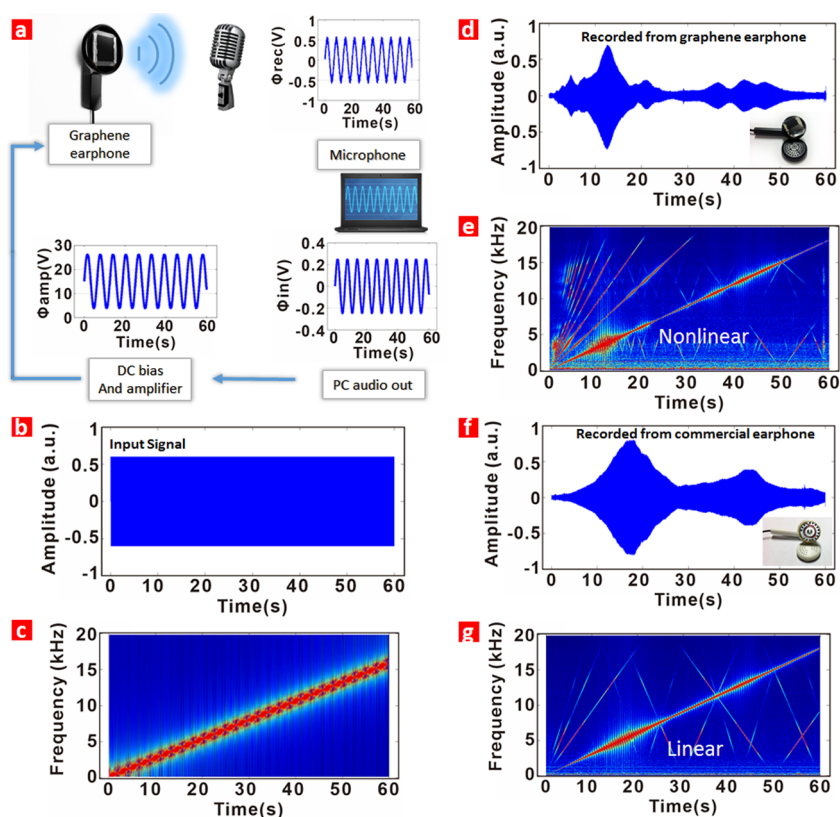 a
Graphene
earphone
Φrec(V)
1
0.5
0
-0.5
-1
0 20 40 60
Time(s)
Microphone
Φamp(V)
30
20
10
0
0 20 40 60
Time(s)
Φin(V)
0.4
0.2
0
-0.2
-0.4
0 20 40 60
Time(s)
DC bias
And amplifier
PC audio out
b
Input Signal
Amplitude (a.u.)
1
0.5
0
-0.5
-1
0 10 20 30 40 50 60
Time(s)
c
Frequency (kHz)
20
15
10
5
0
0 10 20 30 40 50 60
Time(s)
d
Recorded from graphene earphone
Amplitude (a.u.)
1
0.5
0
-0.5
-1
0 10 20 30 40 50 60
Time(s)
e
Frequency (kHz)
20
15
10
5
0
Nonlinear
0 10 20 30 40 50 60
Time(s)
f
Recorded from commercial earphone
Amplitude (a.u.)
1
0.5
0
-0.5
-1
0 10 20 30 40 50 60
Time(s)
g
Frequency (kHz)
20
15
10
5
0
Linear
0 10 20 30 40 50 60
Time(s)